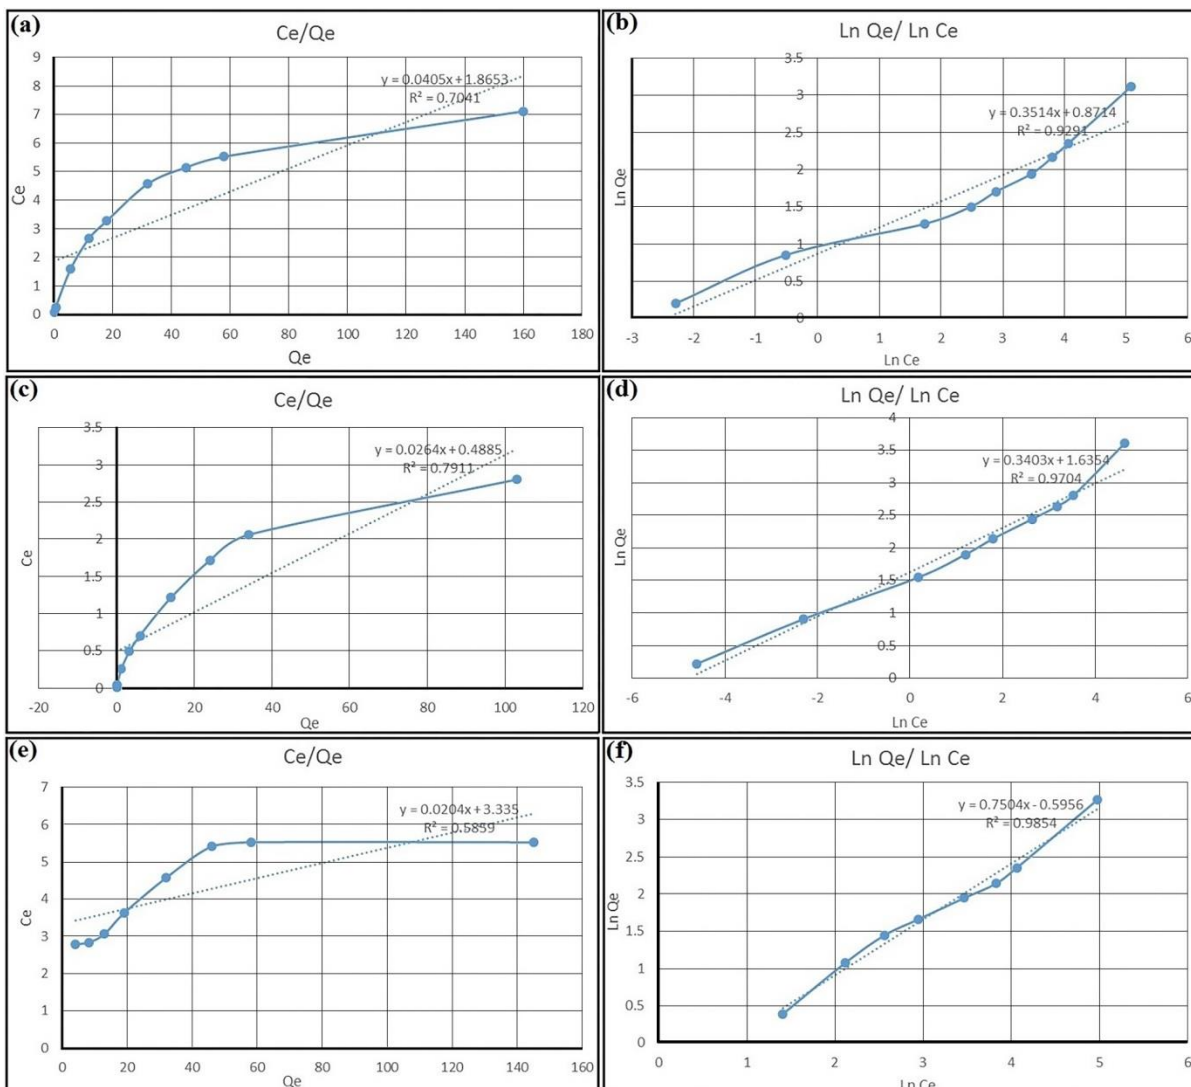 (a)
Ce/Qe
9
8
7
6
5
4
3
2
1
0
y = 0.0405x + 1.8653
R² = 0.7041
Ce
0 20 40 60 80 100 120 140 160 180
Qe
(b)
Ln Qe/ Ln Ce
3.5
3
2.5
2
1.5
1
0.5
0
y = 0.3514x + 0.8714
R² = 0.9291
Ln Qe
-3 -2 -1 0 1 2 3 4 5 6
Ln Ce
(c)
Ce/Qe
3.5
3
2.5
2
1.5
1
0.5
0
y = 0.0264x + 0.4885
R² = 0.7911
Ce
-20 0 20 40 60 80 100 120
Qe
(d)
Ln Qe/ Ln Ce
4
3.5
3
2.5
2
1.5
1
0.5
0
y = 0.3403x + 1.6354
R² = 0.9704
Ln Qe
-6 -4 -2 0 2 4 6
Ln Ce
(e)
Ce/Qe
7
6
5
4
3
2
1
0
y = 0.0204x + 3.335
R² = 0.5859
Ce
0 20 40 60 80 100 120 140 160
Qe
(f)
Ln Qe/ Ln Ce
3.5
3
2.5
2
1.5
1
0.5
0
y = 0.7504x - 0.5956
R² = 0.9854
Ln Qe
0 1 2 3 4 5 6
Ln Ce